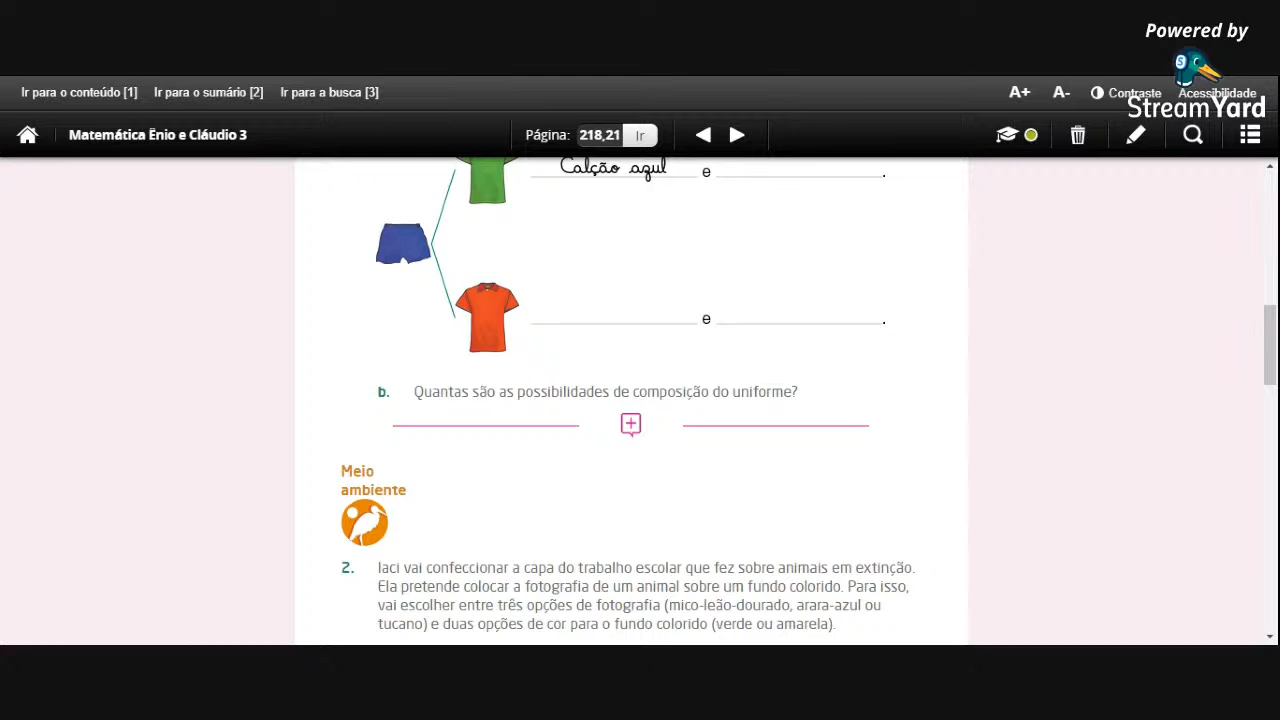 Powered by
StreamYard
Ir para o conteúdo [1] Ir para o sumário [2] Ir para a busca [3] A+ A- Contraste Acessibilidade
Matemática Ênio e Cláudio 3 Página: 218,21 Ir
Calção azul e .
e .
b. Quantas são as possibilidades de composição do uniforme?
Meio
ambiente
2. Iaci vai confeccionar a capa do trabalho escolar que fez sobre animais em extinção.
Ela pretende colocar a fotografia de um animal sobre um fundo colorido. Para isso,
vai escolher entre três opções de fotografia (mico-leão-dourado, arara-azul ou
tucano) e duas opções de cor para o fundo colorido (verde ou amarela).